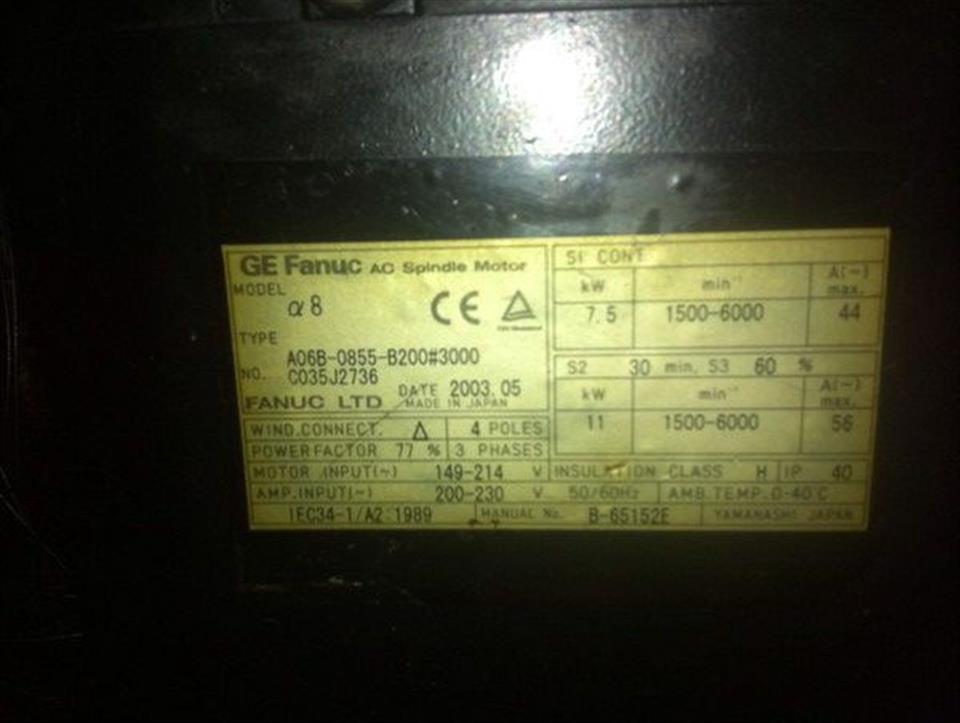 GE Fanuc AC Spindle Motor
MODEL
α8
CE
TYPE
A06B-0855-B200#3000
NO. C035J2736
DATE 2003.05
FANUC LTD MADE IN JAPAN
WIND.CONNECT. Δ 4 POLES
POWER FACTOR 77 % 3 PHASES
MOTOR INPUT(~) 149-214 V
AMP.INPUT(~) 200-230 V 50/60Hz
IEC34-1/A2:1989 MANUAL No. B-65152E
S1 CONT
kW min⁻¹ A(~) max.
7.5 1500-6000 44
S2 30 min, S3 60 %
kW min⁻¹ A(~) max.
11 1500-6000 56
INSULATION CLASS H IP 40
AMB.TEMP.0-40°C
YAMANASHI JAPAN